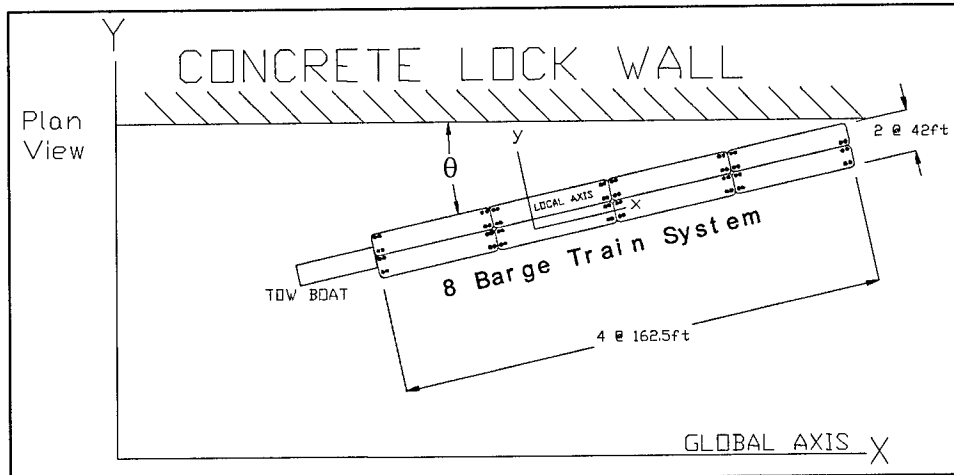 Y
CONCRETE LOCK WALL
Plan
View
θ
y
2 @ 42ft
LOCAL AXIS
x
8 Barge Train System
TOW BOAT
4 @ 162.5ft
GLOBAL AXIS
X